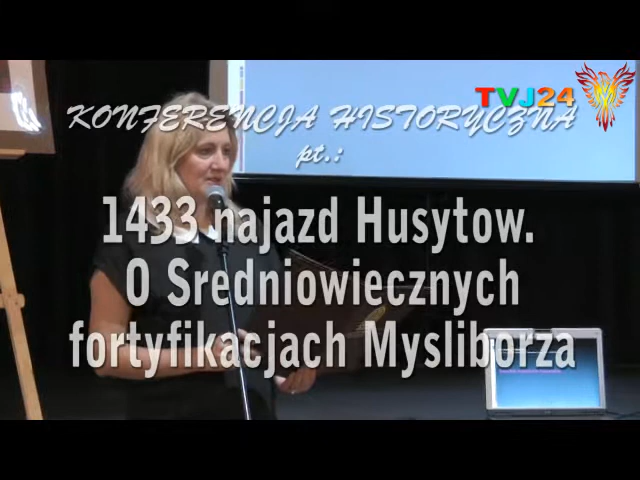 TVJ24
KONFERENCJA HISTORYCZNA
pt.:
1433 najazd Husytow.
O Sredniowiecznych
fortyfikacjach Mysliborza